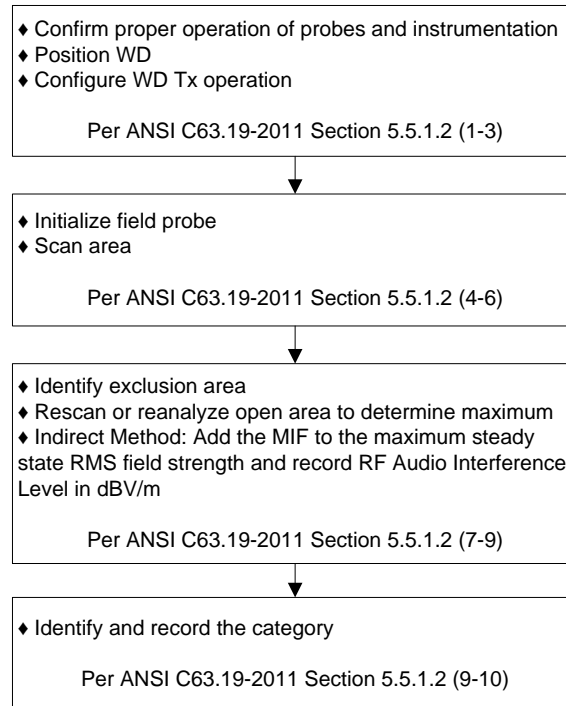 ♦ Confirm proper operation of probes and instrumentation
♦ Position WD
♦ Configure WD Tx operation
Per ANSI C63.19-2011 Section 5.5.1.2 (1-3)
♦ Initialize field probe
♦ Scan area
Per ANSI C63.19-2011 Section 5.5.1.2 (4-6)
♦ Identify exclusion area
♦ Rescan or reanalyze open area to determine maximum
♦ Indirect Method: Add the MIF to the maximum steady
state RMS field strength and record RF Audio Interference
Level in dBV/m
Per ANSI C63.19-2011 Section 5.5.1.2 (7-9)
♦ Identify and record the category
Per ANSI C63.19-2011 Section 5.5.1.2 (9-10)